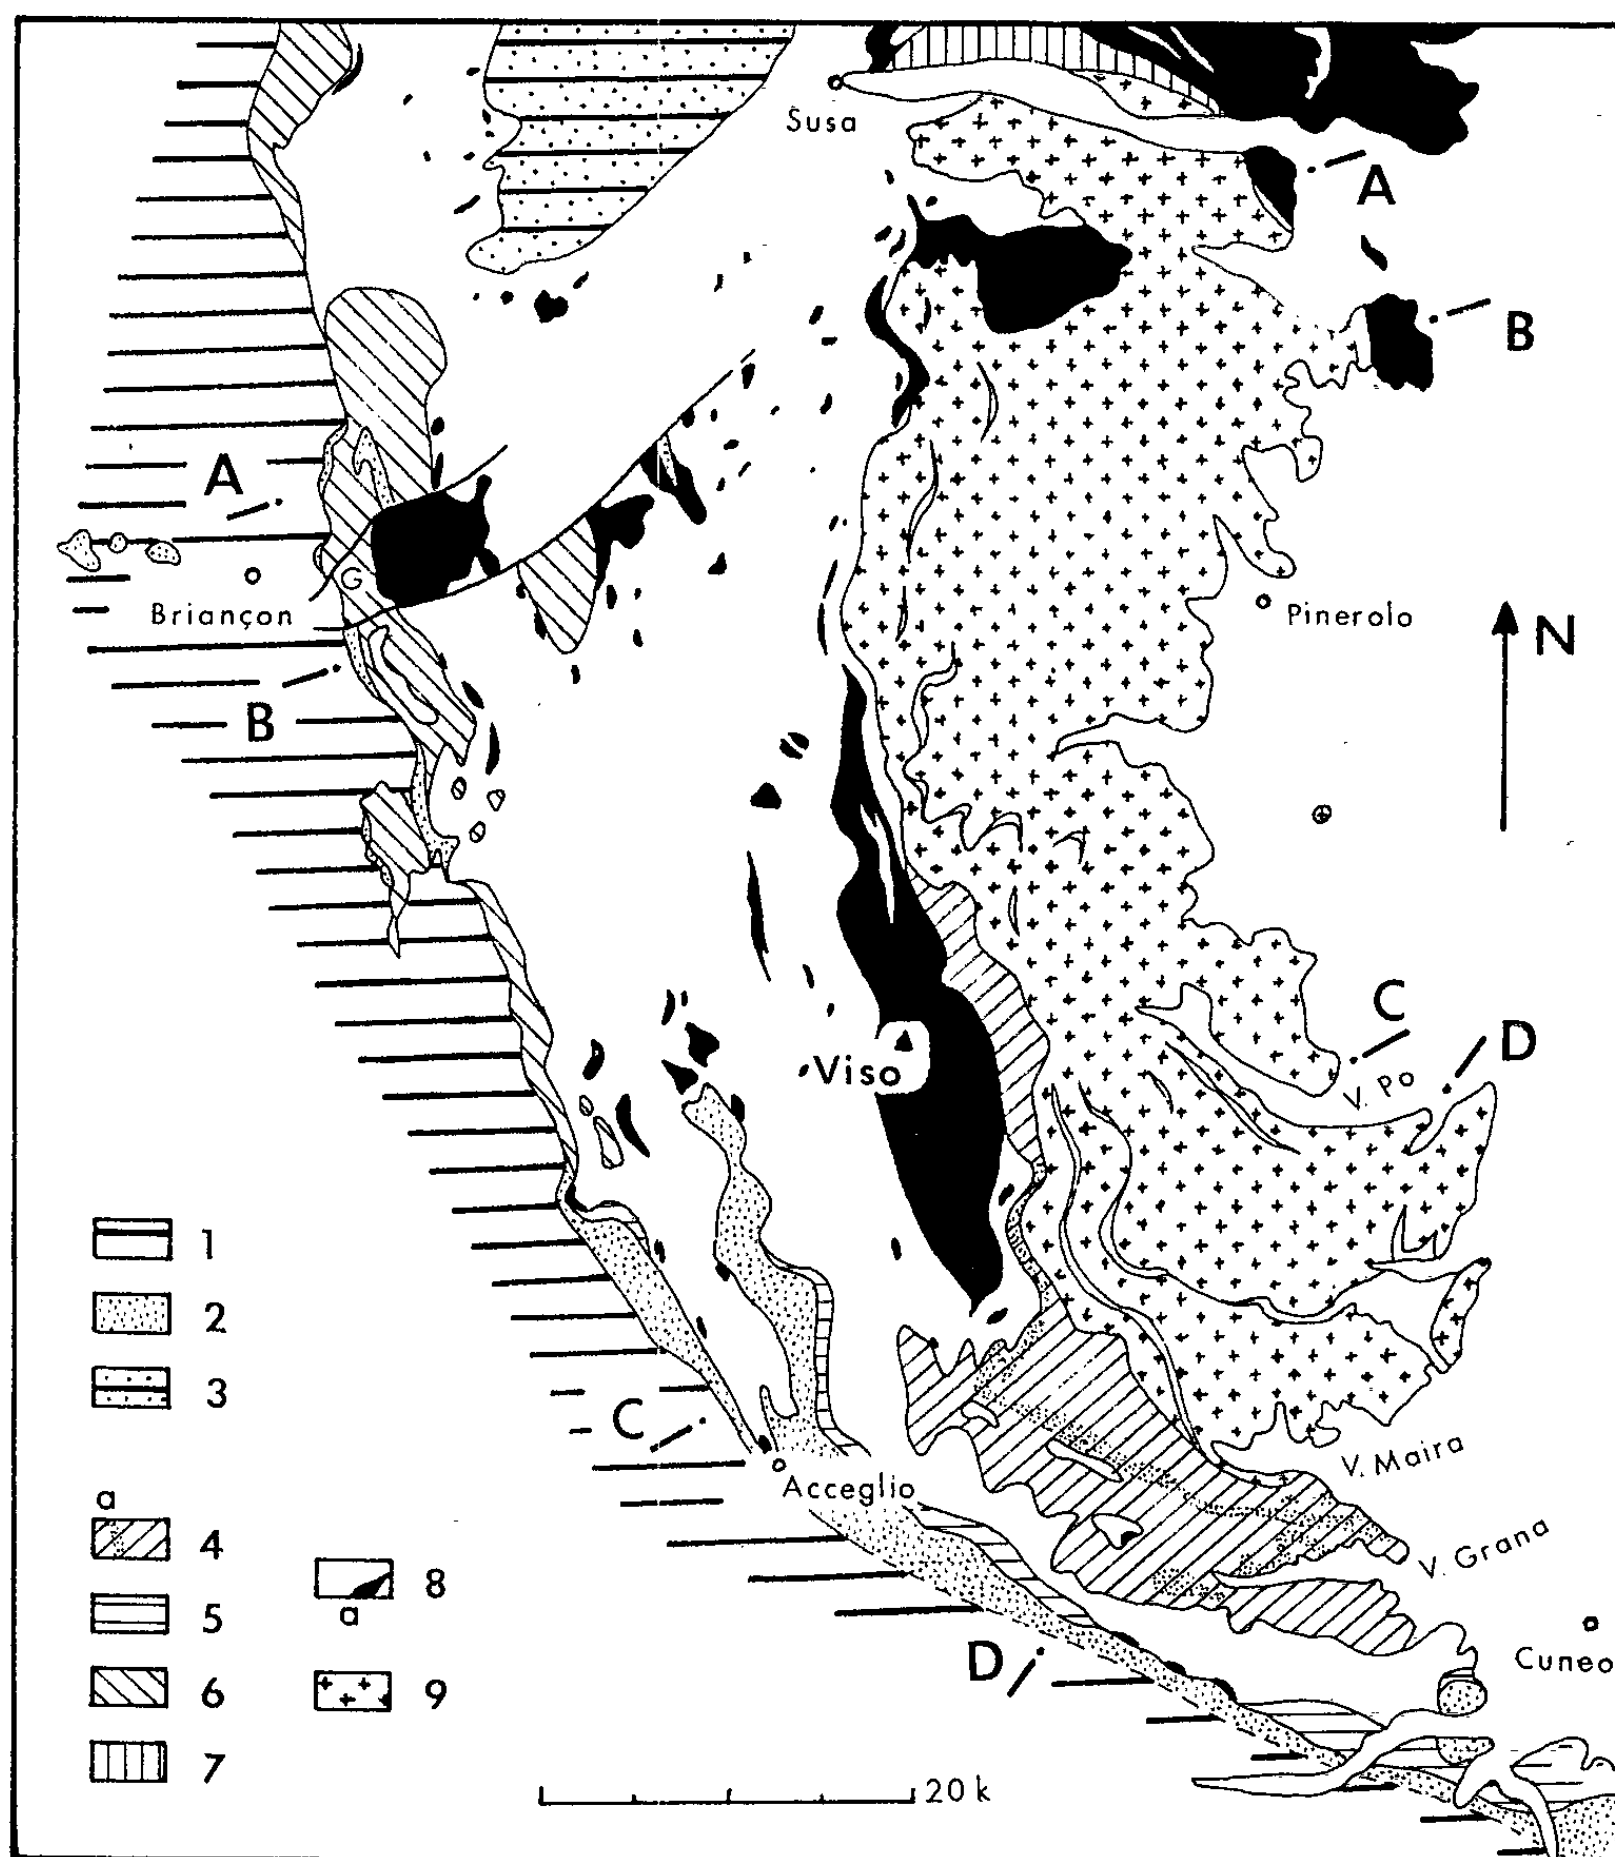 Susa
A
B
A
G
Briançon
Pinerolo
N
B
C
D
Viso
V. Po
1
2
3
C
V. Maira
Acceglio
a
4
V. Grana
8
5
a
D
Cuneo
6
9
7
20 k